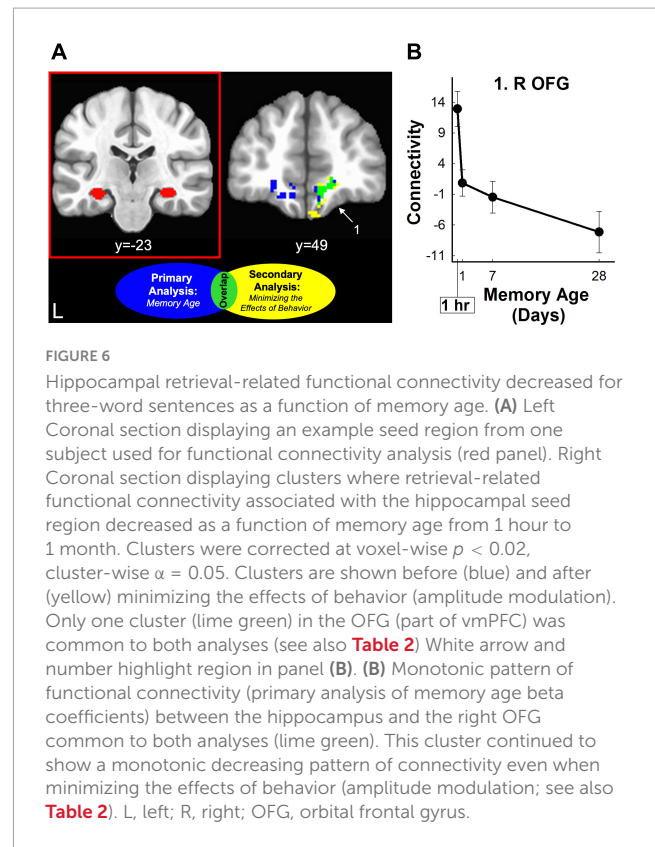 A
y=-23
y=49
1
Primary
Analysis:
Memory Age
Overlap
Secondary
Analysis:
Minimizing the
Effects of Behavior
L
B
1. R OFG
Connectivity
14
9
4
-1
-6
-11
1
7
28
1 hr
Memory Age
(Days)
FIGURE 6
Hippocampal retrieval-related functional connectivity decreased for
three-word sentences as a function of memory age. (A) Left
Coronal section displaying an example seed region from one
subject used for functional connectivity analysis (red panel). Right
Coronal section displaying clusters where retrieval-related
functional connectivity associated with the hippocampal seed
region decreased as a function of memory age from 1 hour to
1 month. Clusters were corrected at voxel-wise p < 0.02,
cluster-wise α = 0.05. Clusters are shown before (blue) and after
(yellow) minimizing the effects of behavior (amplitude modulation).
Only one cluster (lime green) in the OFG (part of vmPFC) was
common to both analyses (see also Table 2) White arrow and
number highlight region in panel (B). (B) Monotonic pattern of
functional connectivity (primary analysis of memory age beta
coefficients) between the hippocampus and the right OFG
common to both analyses (lime green). This cluster continued to
show a monotonic decreasing pattern of connectivity even when
minimizing the effects of behavior (amplitude modulation; see also
Table 2). L, left; R, right; OFG, orbital frontal gyrus.